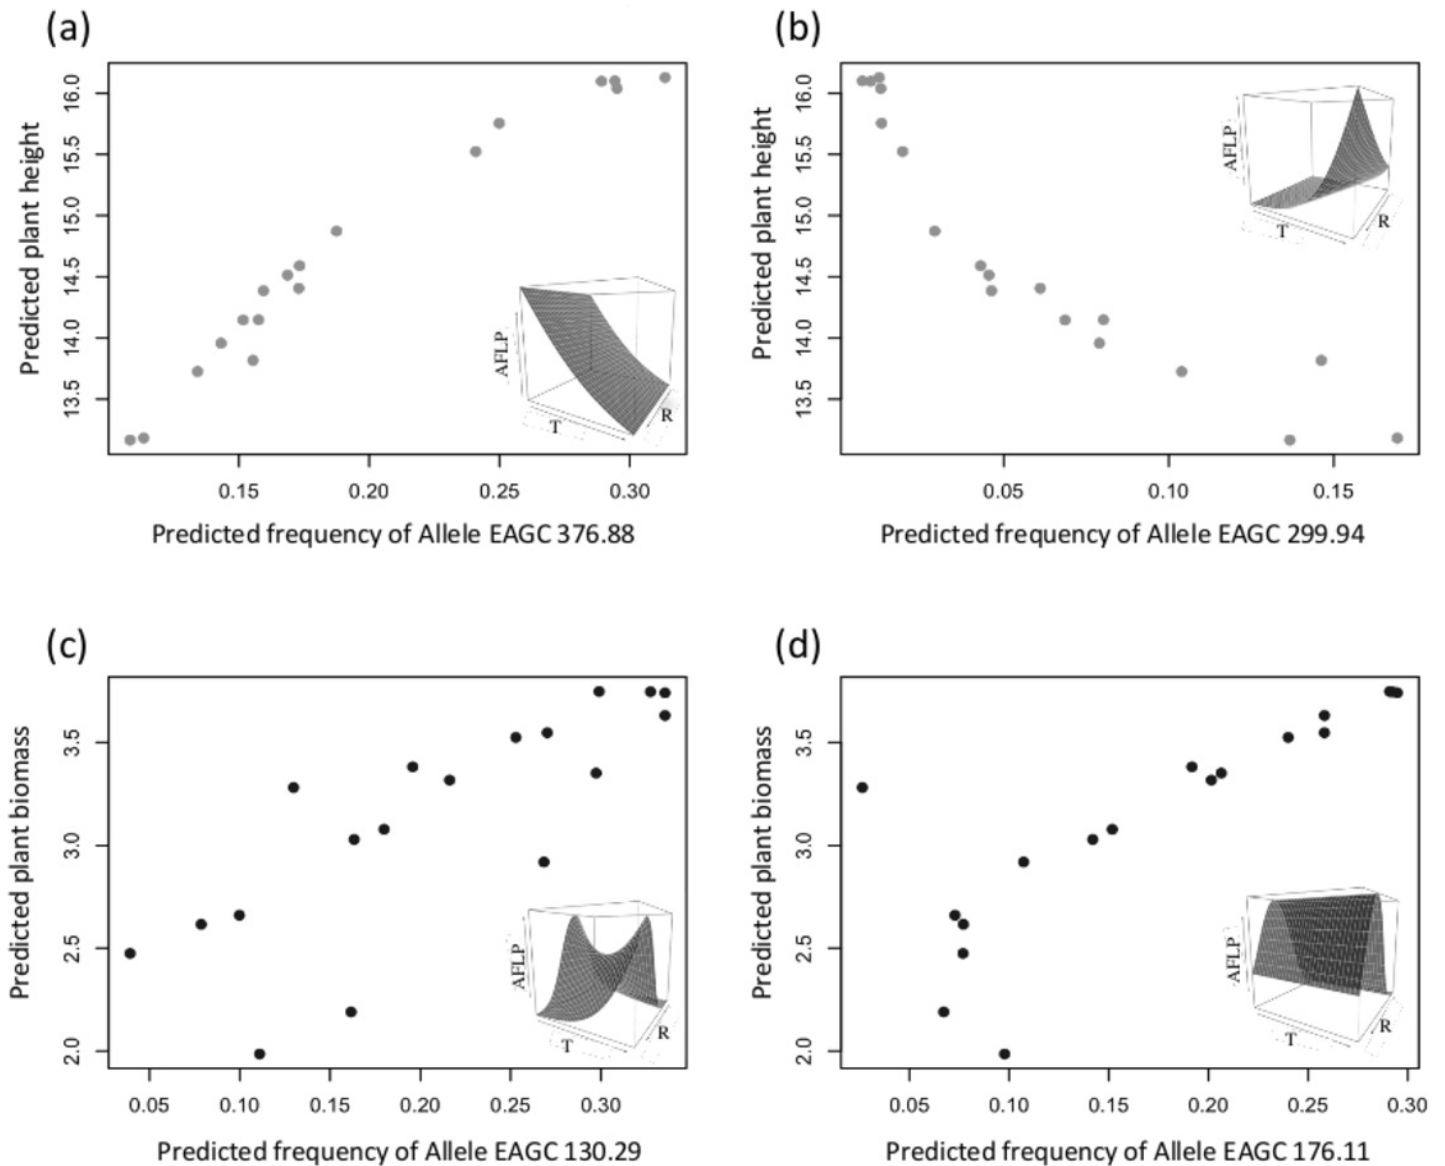 (a)
Predicted plant height
13.5 14.0 14.5 15.0 15.5 16.0
AFLP
T
R
0.15 0.20 0.25 0.30
Predicted frequency of Allele EAGC 376.88
(b)
Predicted plant height
13.5 14.0 14.5 15.0 15.5 16.0
AFLP
T
R
0.05 0.10 0.15
Predicted frequency of Allele EAGC 299.94
(c)
Predicted plant biomass
2.0 2.5 3.0 3.5
AFLP
T
R
0.05 0.10 0.15 0.20 0.25 0.30
Predicted frequency of Allele EAGC 130.29
(d)
Predicted plant biomass
2.0 2.5 3.0 3.5
AFLP
T
R
0.05 0.10 0.15 0.20 0.25 0.30
Predicted frequency of Allele EAGC 176.11